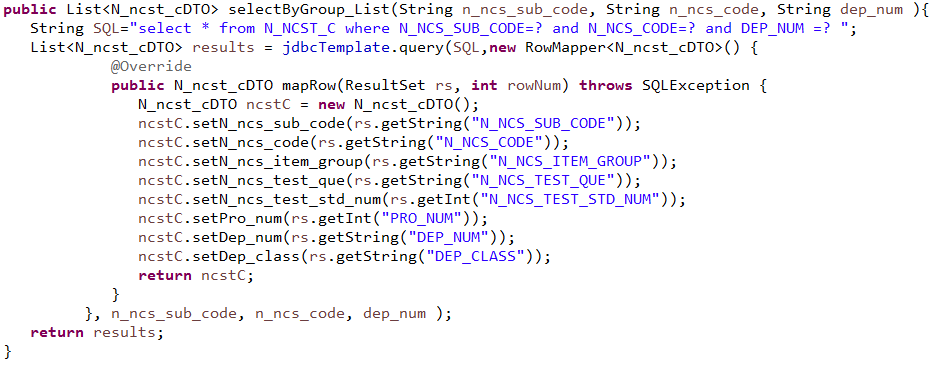 public List<N_ncst_cDTO> selectByGroup_List(String n_ncs_sub_code, String n_ncs_code, String dep_num ){
String SQL="select * from N_NCST_C where N_NCS_SUB_CODE=? and N_NCS_CODE=? and DEP_NUM =? ";
List<N_ncst_cDTO> results = jdbcTemplate.query(SQL,new RowMapper<N_ncst_cDTO>() {
@Override
public N_ncst_cDTO mapRow(ResultSet rs, int rowNum) throws SQLException {
N_ncst_cDTO ncstC = new N_ncst_cDTO();
ncstC.setN_ncs_sub_code(rs.getString("N_NCS_SUB_CODE"));
ncstC.setN_ncs_code(rs.getString("N_NCS_CODE"));
ncstC.setN_ncs_item_group(rs.getString("N_NCS_ITEM_GROUP"));
ncstC.setN_ncs_test_que(rs.getString("N_NCS_TEST_QUE"));
ncstC.setN_ncs_test_std_num(rs.getInt("N_NCS_TEST_STD_NUM"));
ncstC.setPro_num(rs.getInt("PRO_NUM"));
ncstC.setDep_num(rs.getString("DEP_NUM"));
ncstC.setDep_class(rs.getString("DEP_CLASS"));
return ncstC;
}
}, n_ncs_sub_code, n_ncs_code, dep_num );
return results;
}